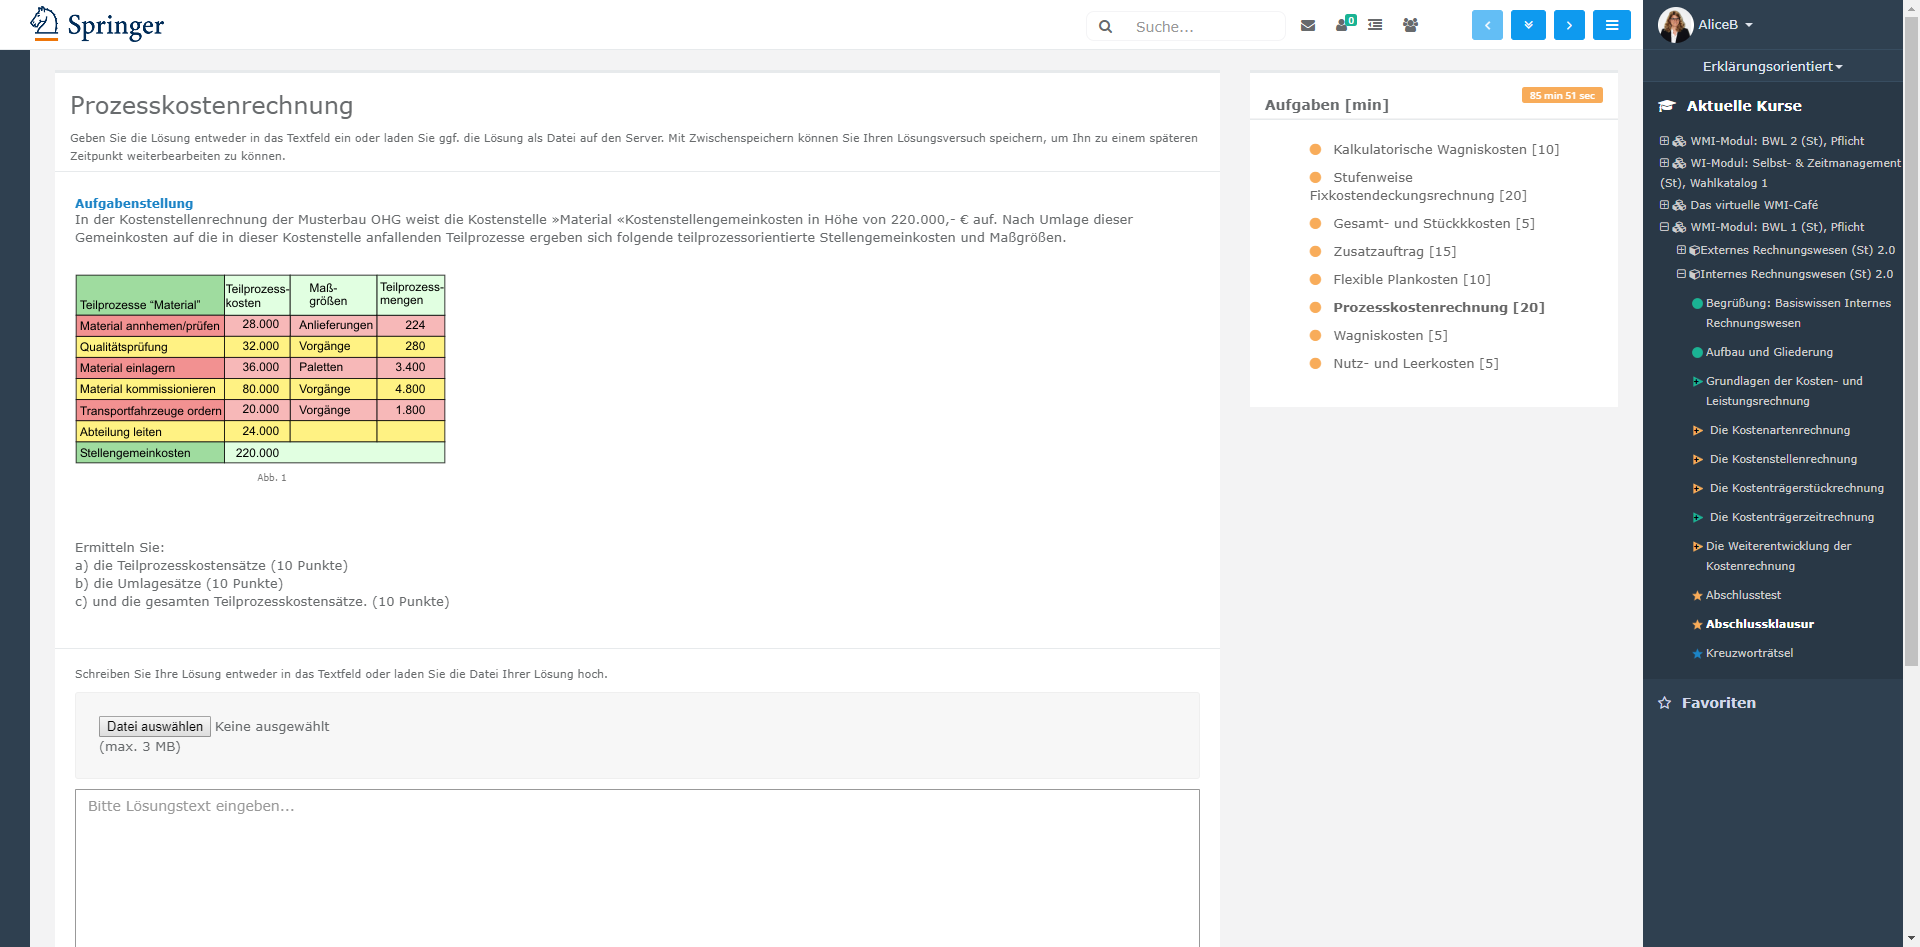 Springer
Suche...
0
AliceB
Erklärungsorientiert
Prozesskostenrechnung
Geben Sie die Lösung entweder in das Textfeld ein oder laden Sie ggf. die Lösung als Datei auf den Server. Mit Zwischenspeichern können Sie Ihren Lösungsversuch speichern, um Ihn zu einem späteren
Zeitpunkt weiterbearbeiten zu können.
Aufgabenstellung
In der Kostenstellenrechnung der Musterbau OHG weist die Kostenstelle »Material «Kostenstellengemeinkosten in Höhe von 220.000,- € auf. Nach Umlage dieser
Gemeinkosten auf die in dieser Kostenstelle anfallenden Teilprozesse ergeben sich folgende teilprozessorientierte Stellengemeinkosten und Maßgrößen.
Teilprozesse “Material” Teilprozess-kosten Maß-größen Teilprozess-mengen
Material annhemen/prüfen 28.000 Anlieferungen 224
Qualitätsprüfung 32.000 Vorgänge 280
Material einlagern 36.000 Paletten 3.400
Material kommissionieren 80.000 Vorgänge 4.800
Transportfahrzeuge ordern 20.000 Vorgänge 1.800
Abteilung leiten 24.000
Stellengemeinkosten 220.000
Abb. 1
Ermitteln Sie:
a) die Teilprozesskostensätze (10 Punkte)
b) die Umlagesätze (10 Punkte)
c) und die gesamten Teilprozesskostensätze. (10 Punkte)
Schreiben Sie Ihre Lösung entweder in das Textfeld oder laden Sie die Datei Ihrer Lösung hoch.
Datei auswählen Keine ausgewählt
(max. 3 MB)
Bitte Lösungstext eingeben...
Aufgaben [min]
85 min 51 sec
Kalkulatorische Wagniskosten [10]
Stufenweise
Fixkostendeckungsrechnung [20]
Gesamt- und Stückkkosten [5]
Zusatzauftrag [15]
Flexible Plankosten [10]
Prozesskostenrechnung [20]
Wagniskosten [5]
Nutz- und Leerkosten [5]
Aktuelle Kurse
WMI-Modul: BWL 2 (St), Pflicht
WI-Modul: Selbst- & Zeitmanagement
(St), Wahlkatalog 1
Das virtuelle WMI-Café
WMI-Modul: BWL 1 (St), Pflicht
Externes Rechnungswesen (St) 2.0
Internes Rechnungswesen (St) 2.0
Begrüßung: Basiswissen Internes
Rechnungswesen
Aufbau und Gliederung
Grundlagen der Kosten- und
Leistungsrechnung
Die Kostenartenrechnung
Die Kostenstellenrechnung
Die Kostenträgerstückrechnung
Die Kostenträgerzeitrechnung
Die Weiterentwicklung der
Kostenrechnung
Abschlusstest
Abschlussklausur
Kreuzworträtsel
Favoriten